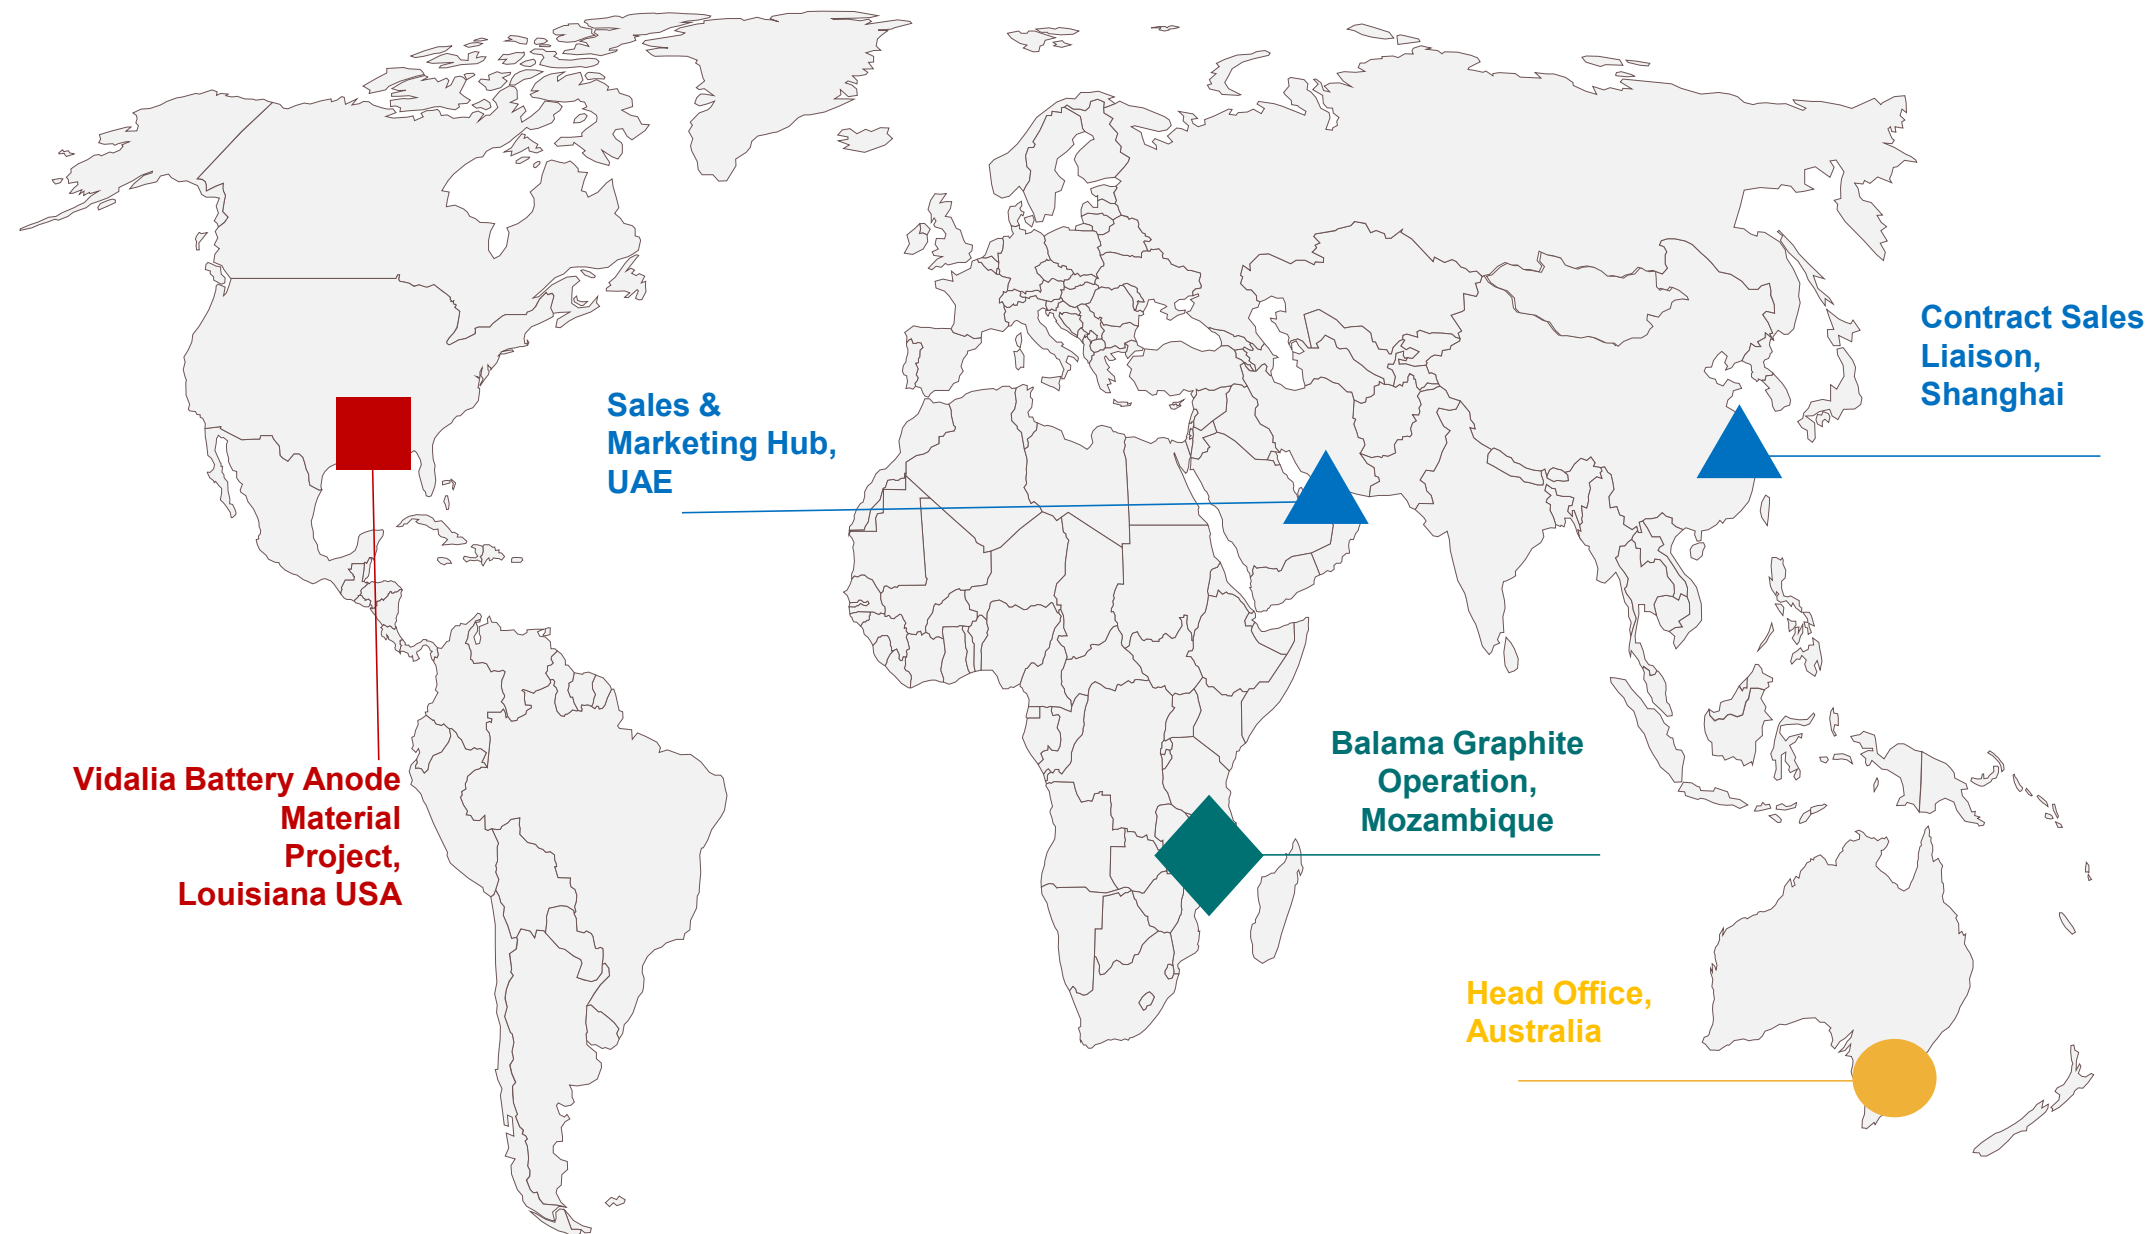 Contract Sales
Liaison,
Shanghai
Sales &
Marketing Hub,
UAE
Balama Graphite
Operation,
Mozambique
Vidalia Battery Anode
Material
Project,
Louisiana USA
Head Office,
Australia